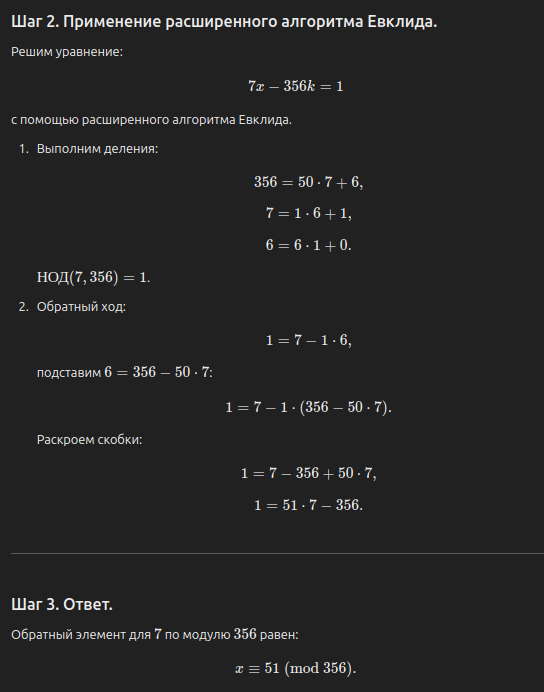 Шаг 2. Применение расширенного алгоритма Евклида.
Решим уравнение:
7x − 356k = 1
с помощью расширенного алгоритма Евклида.
1. Выполним деления:
356 = 50 · 7 + 6,
7 = 1 · 6 + 1,
6 = 6 · 1 + 0.
НОД(7, 356) = 1.
2. Обратный ход:
1 = 7 − 1 · 6,
подставим 6 = 356 − 50 · 7:
1 = 7 − 1 · (356 − 50 · 7).
Раскроем скобки:
1 = 7 − 356 + 50 · 7,
1 = 51 · 7 − 356.
Шаг 3. Ответ.
Обратный элемент для 7 по модулю 356 равен:
x ≡ 51 (mod 356).